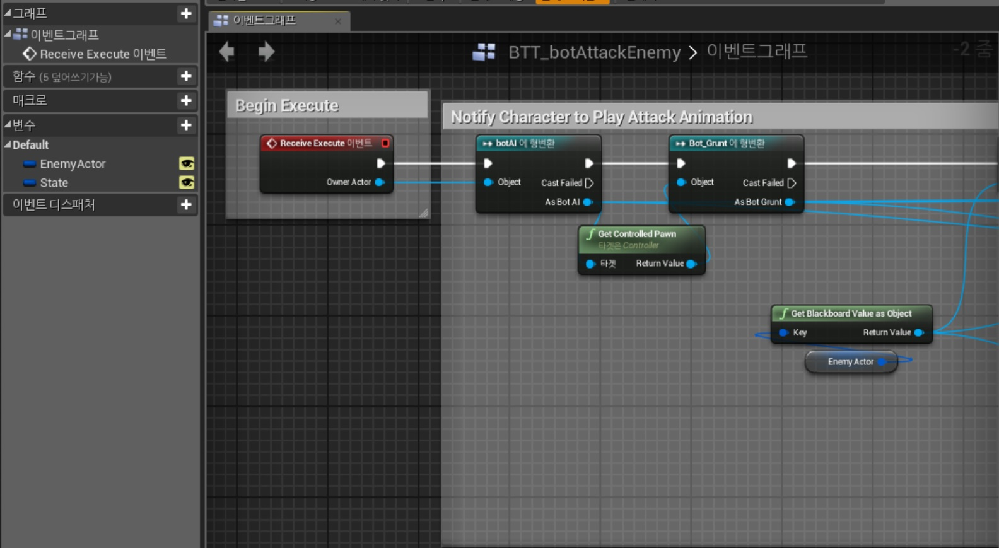 그래프
이벤트그래프
Receive Execute 이벤트
함수 (5 덮어쓰기가능)
매크로
변수
Default
EnemyActor
State
이벤트 디스패처
이벤트그래프
BTT_botAttackEnemy > 이벤트그래프
-2 줌
Begin Execute
Receive Execute 이벤트
Owner Actor
Notify Character to Play Attack Animation
botAI 에 형변환
Object
Cast Failed
As Bot AI
Bot_Grunt 에 형변환
Object
Cast Failed
As Bot Grunt
Get Controlled Pawn
타겟은 Controller
타겟
Return Value
Get Blackboard Value as Object
Key
Return Value
Enemy Actor